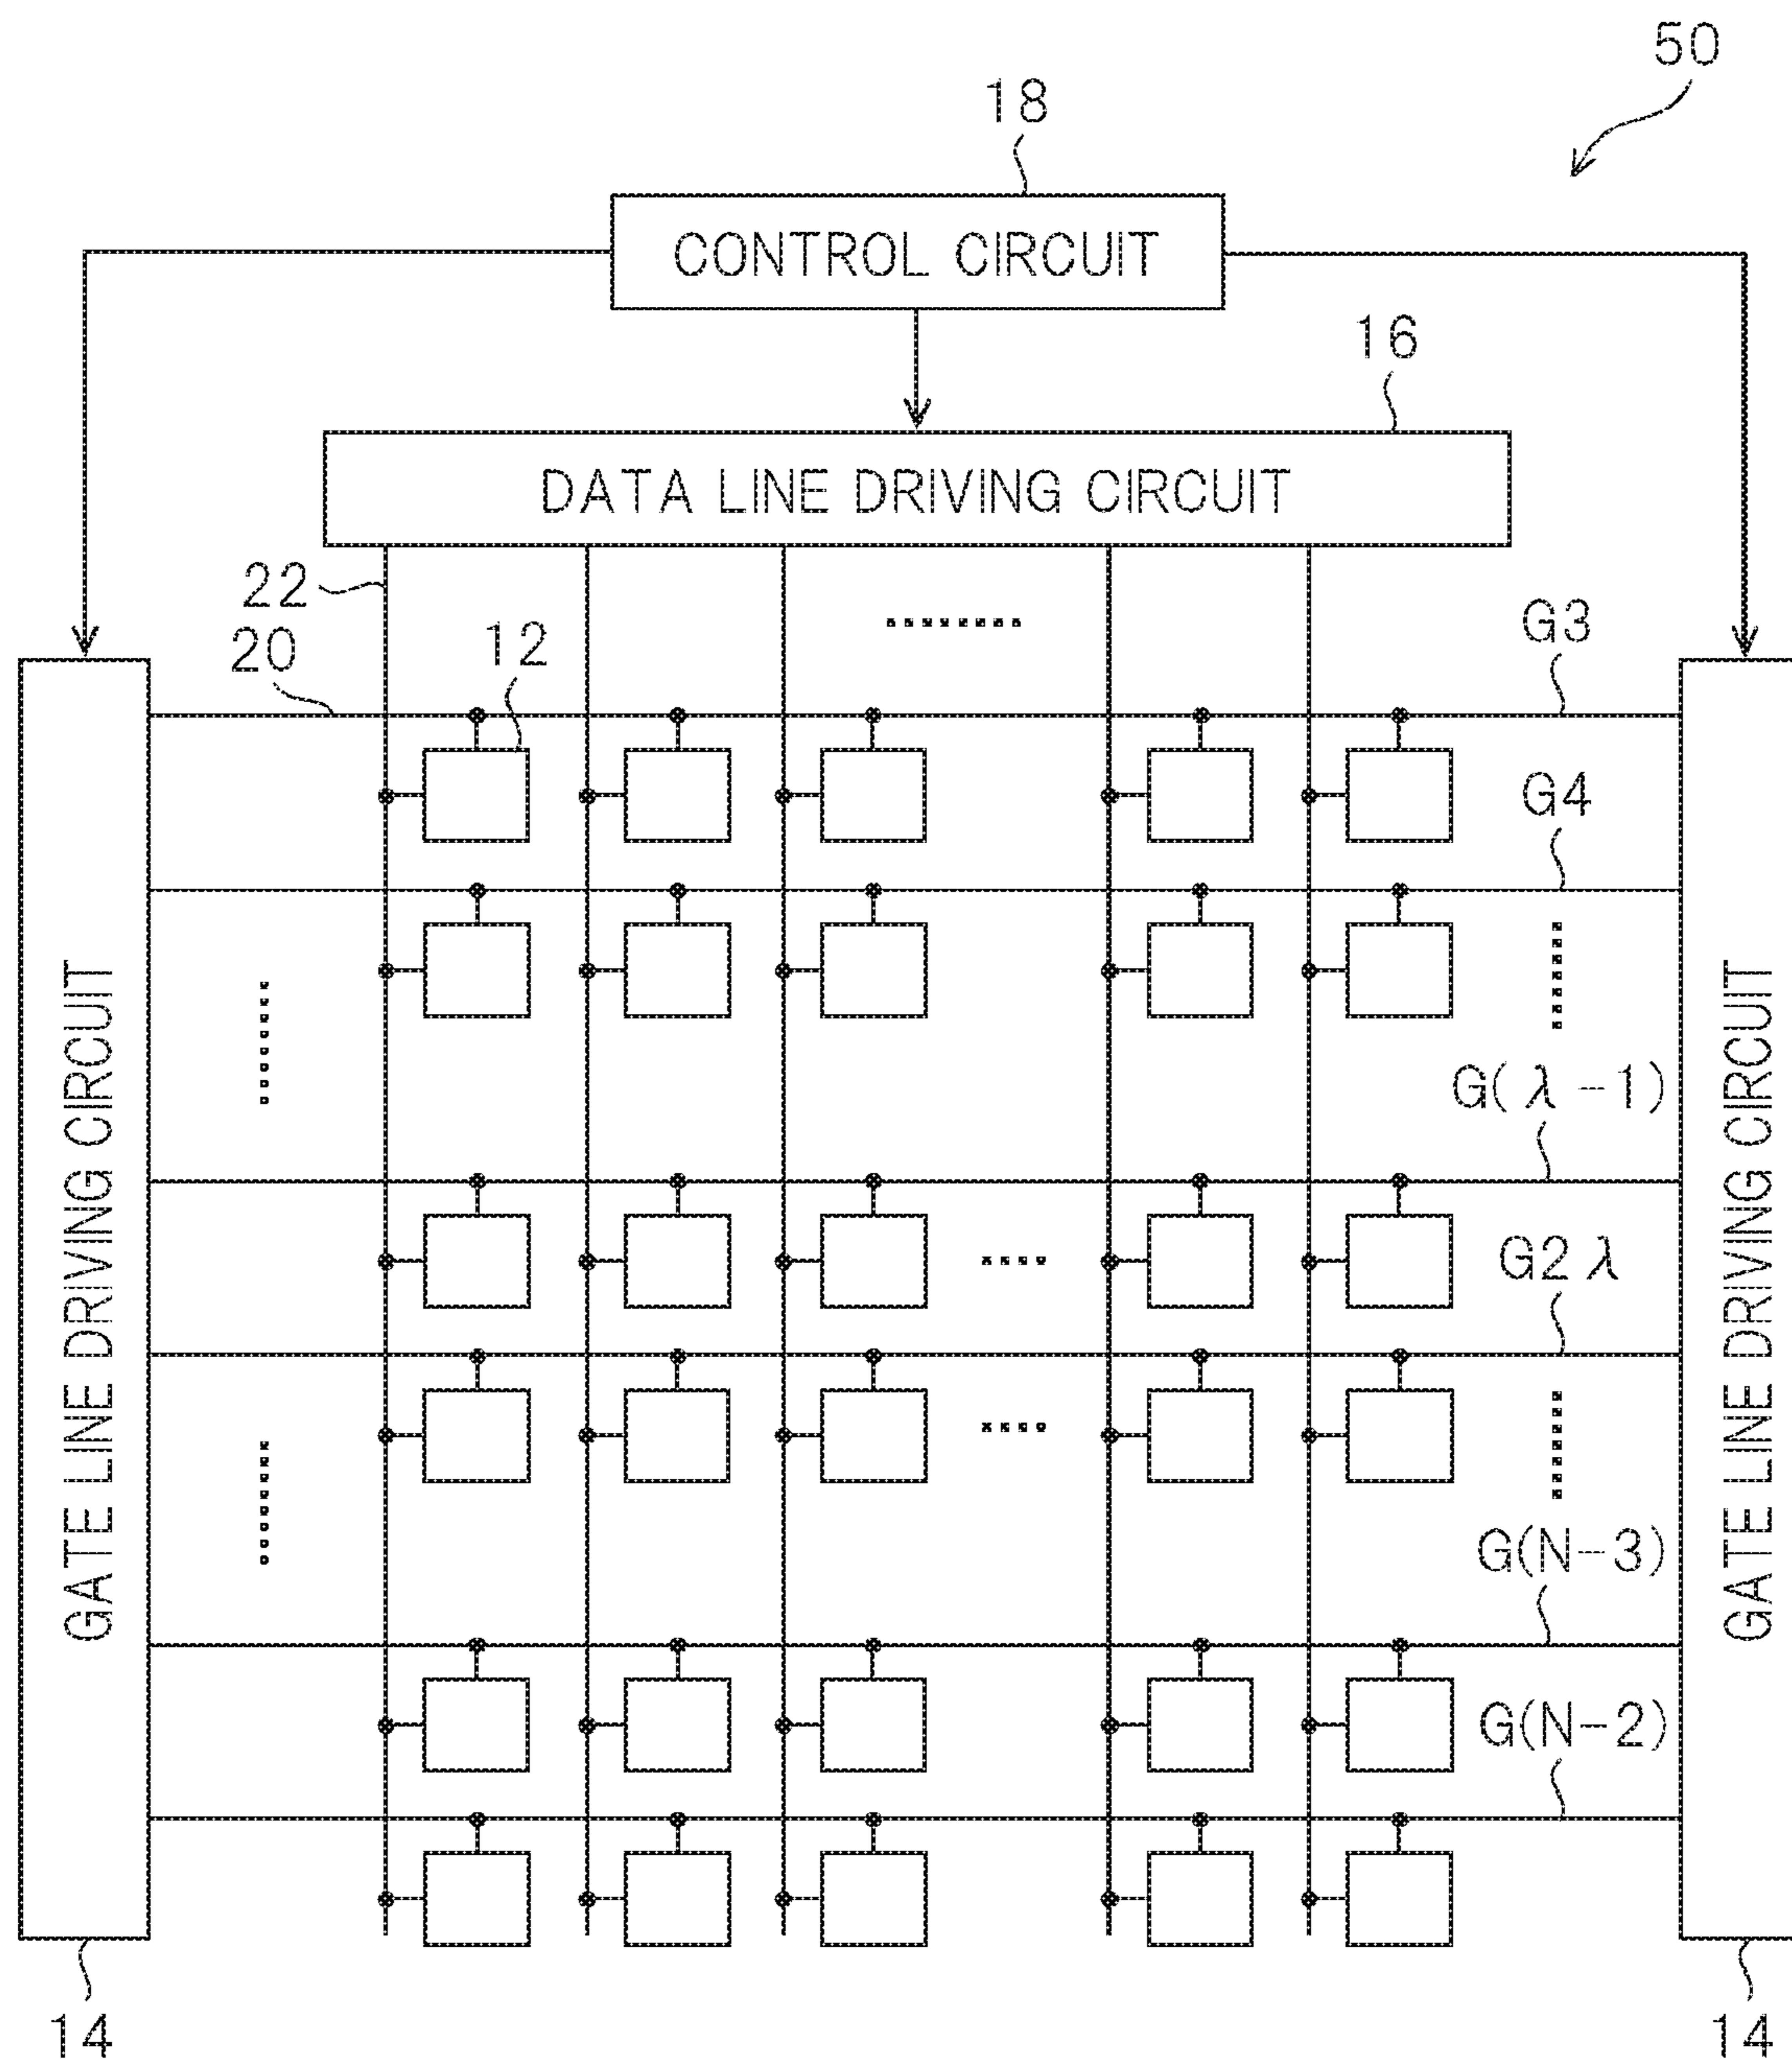 50
18
CONTROL CIRCUIT
16
DATA LINE DRIVING CIRCUIT
22
20
12
G3
G4
G(λ-1)
G2λ
G(N-3)
G(N-2)
GATE LINE DRIVING CIRCUIT
GATE LINE DRIVING CIRCUIT
14
14